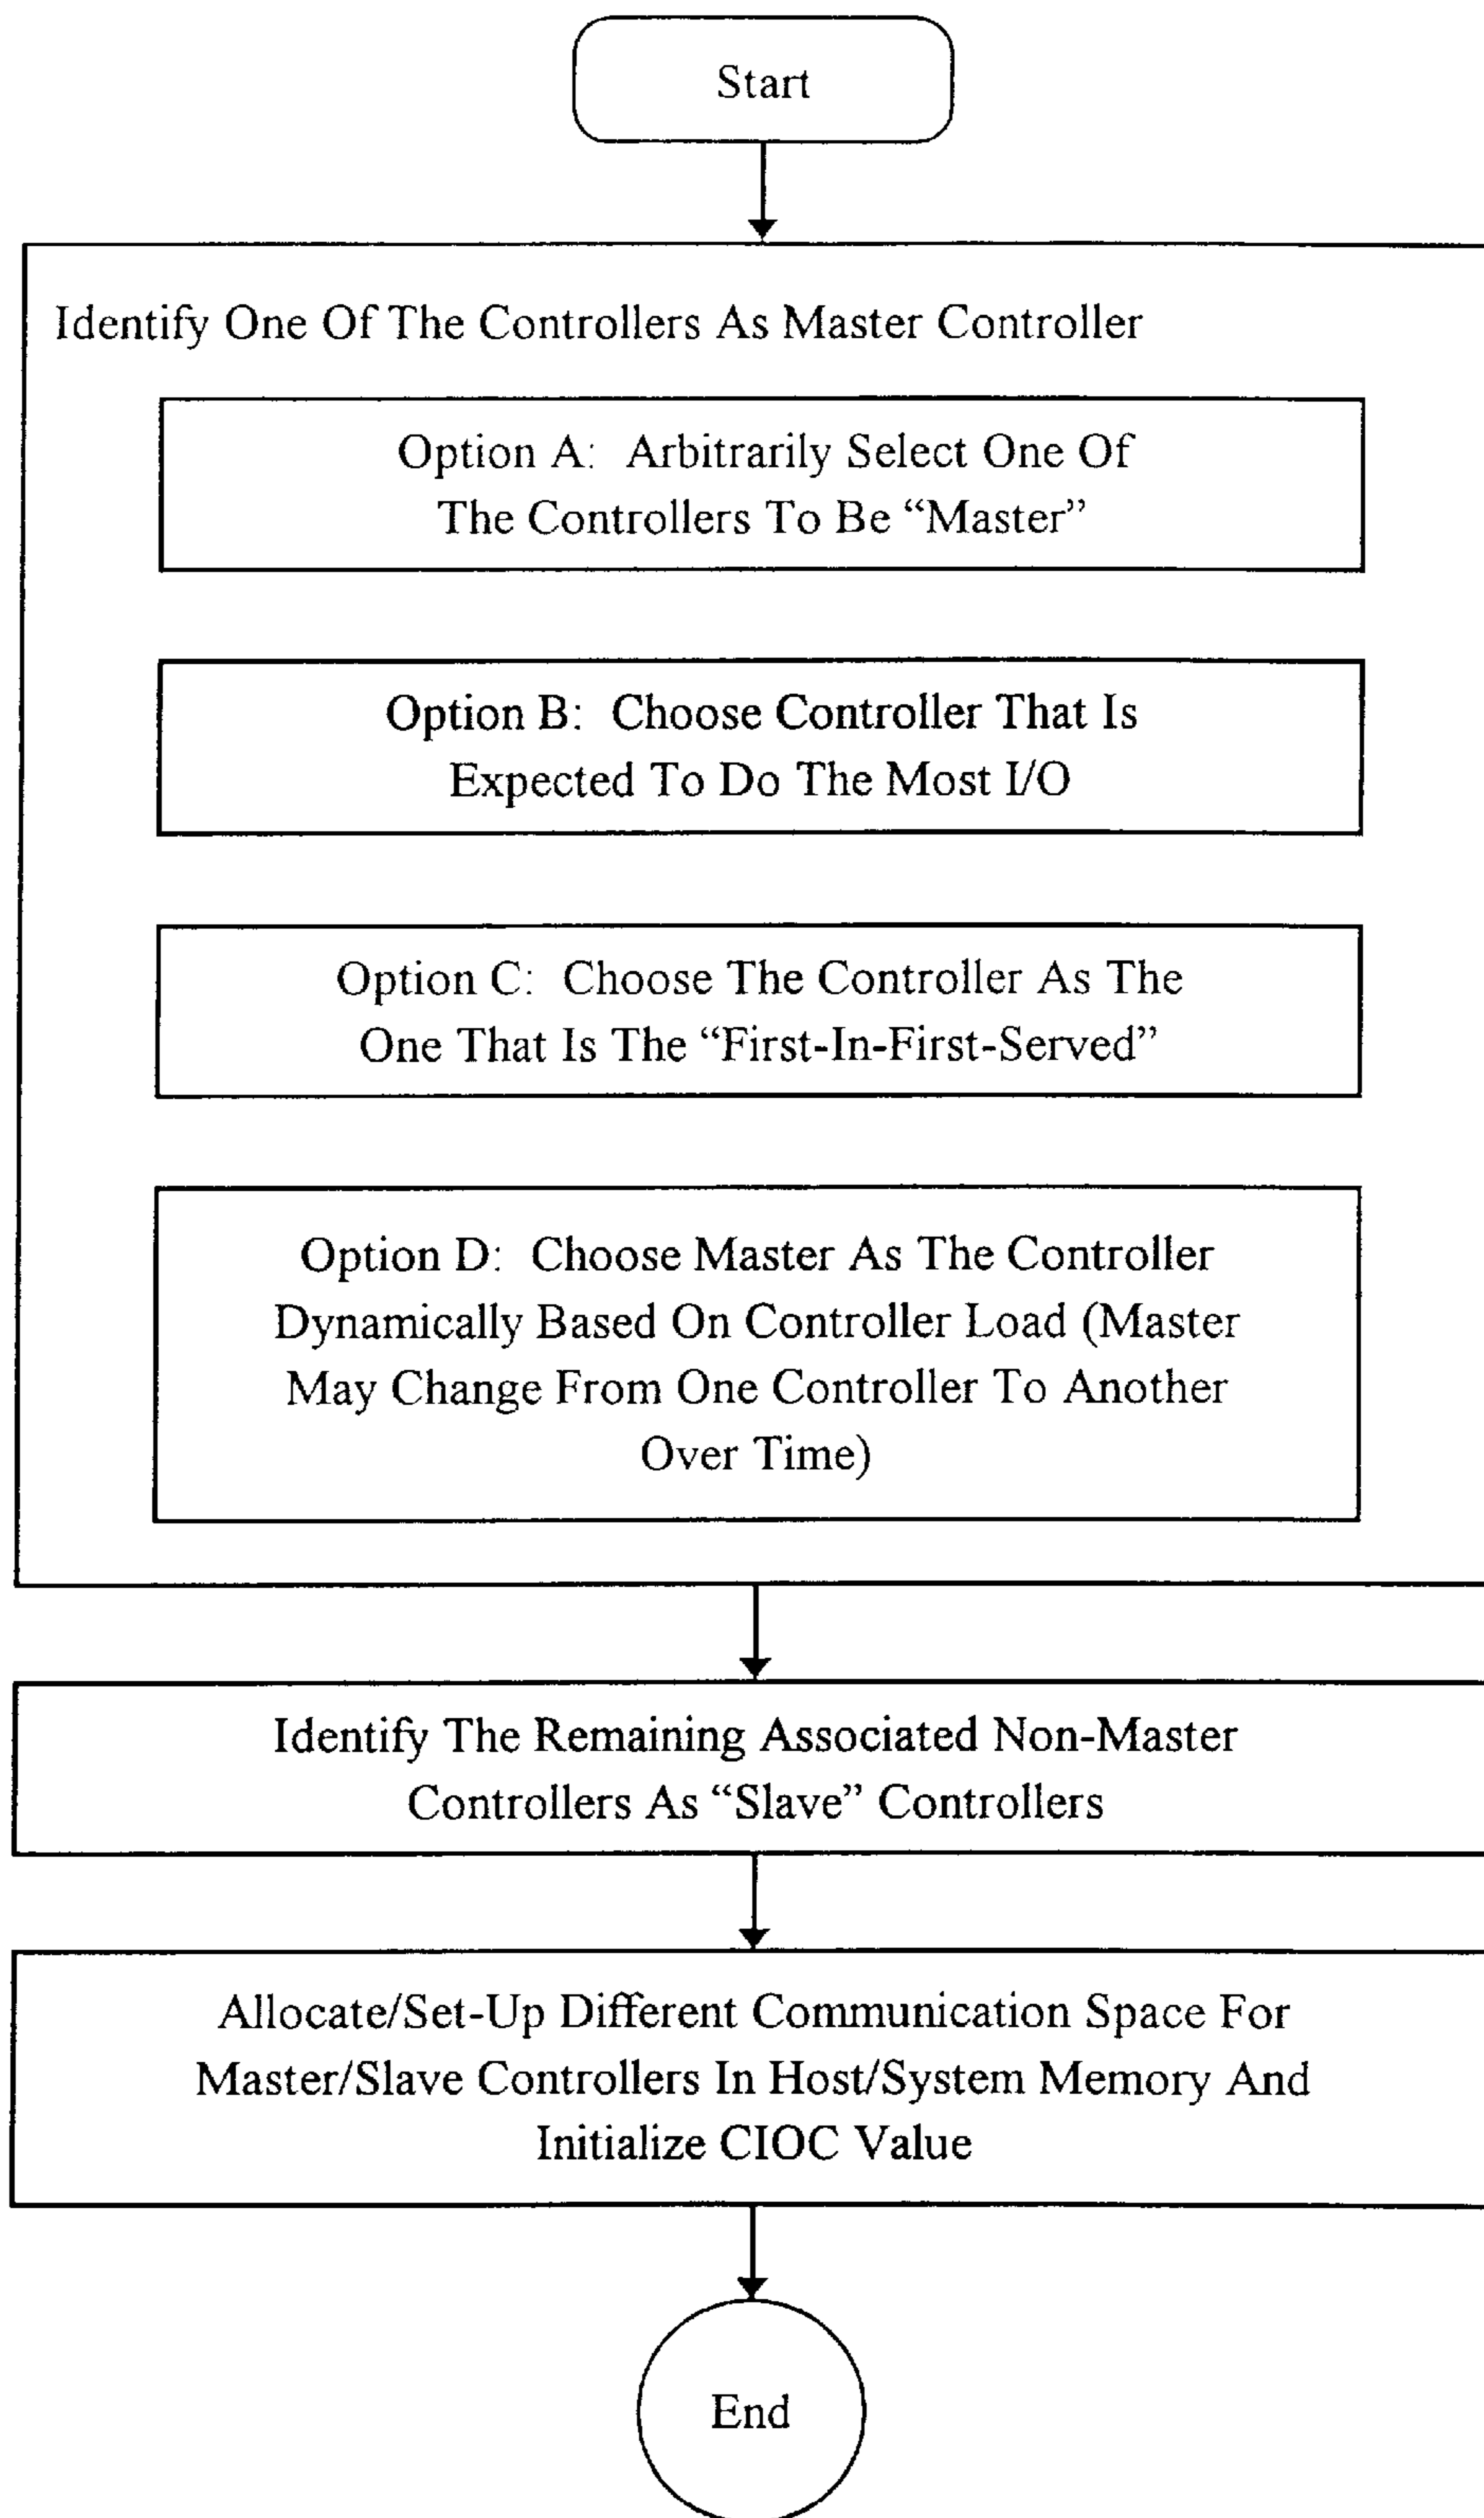 Start
Identify One Of The Controllers As Master Controller
Option A: Arbitrarily Select One Of
The Controllers To Be “Master”
Option B: Choose Controller That Is
Expected To Do The Most I/O
Option C: Choose The Controller As The
One That Is The “First-In-First-Served”
Option D: Choose Master As The Controller
Dynamically Based On Controller Load (Master
May Change From One Controller To Another
Over Time)
Identify The Remaining Associated Non-Master
Controllers As “Slave” Controllers
Allocate/Set-Up Different Communication Space For
Master/Slave Controllers In Host/System Memory And
Initialize CIOC Value
End